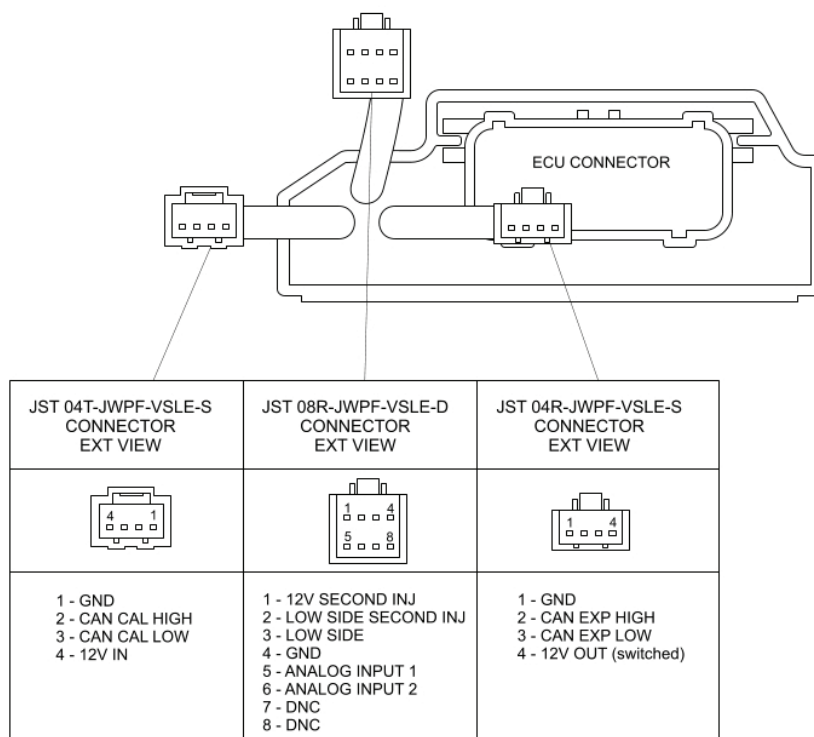 ECU CONNECTOR
JST 04T-JWPF-VSLE-S
CONNECTOR
EXT VIEW
JST 08R-JWPF-VSLE-D
CONNECTOR
EXT VIEW
JST 04R-JWPF-VSLE-S
CONNECTOR
EXT VIEW
4 1
1 4
5 8
1 4
1 - GND
2 - CAN CAL HIGH
3 - CAN CAL LOW
4 - 12V IN
1 - 12V SECOND INJ
2 - LOW SIDE SECOND INJ
3 - LOW SIDE
4 - GND
5 - ANALOG INPUT 1
6 - ANALOG INPUT 2
7 - DNC
8 - DNC
1 - GND
2 - CAN EXP HIGH
3 - CAN EXP LOW
4 - 12V OUT (switched)